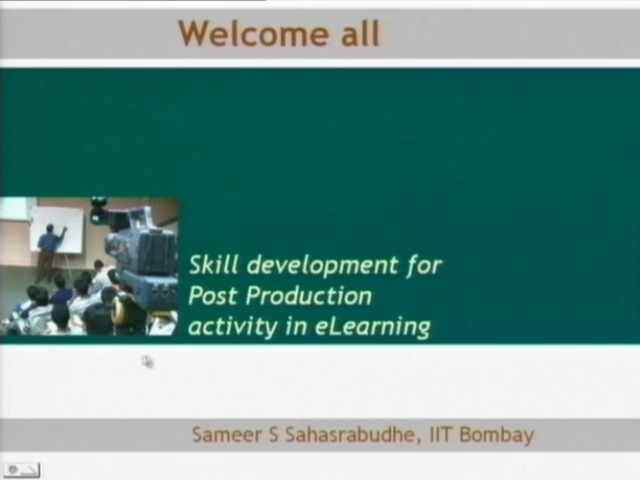 Welcome all
Skill development for
Post Production
activity in eLearning
Sameer S Sahasrabudhe, IIT Bombay